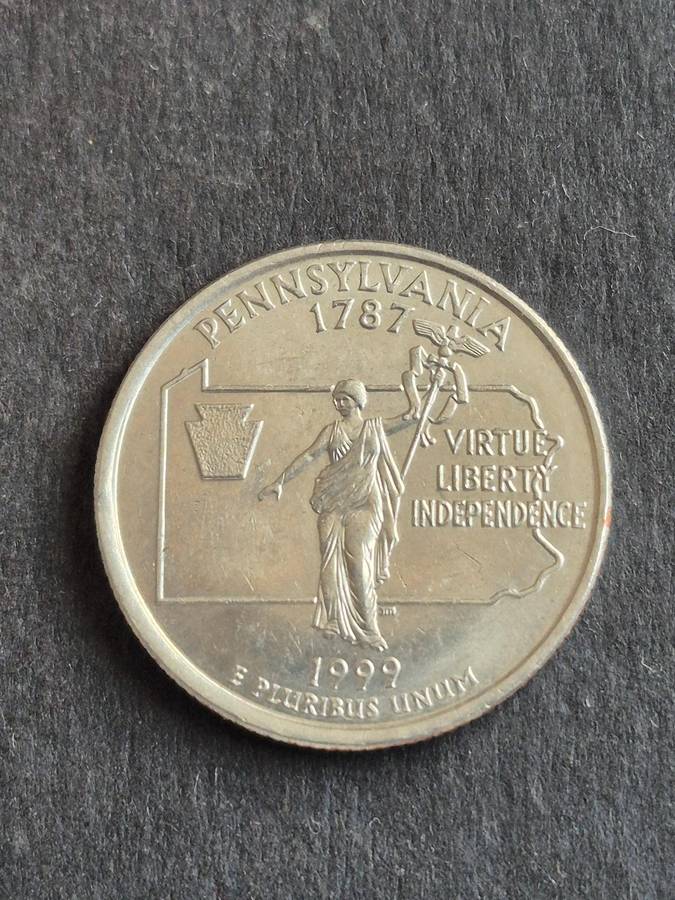 PENNSYLVANIA
1787
VIRTUE
LIBERTY
INDEPENDENCE
1999
E PLURIBUS UNUM